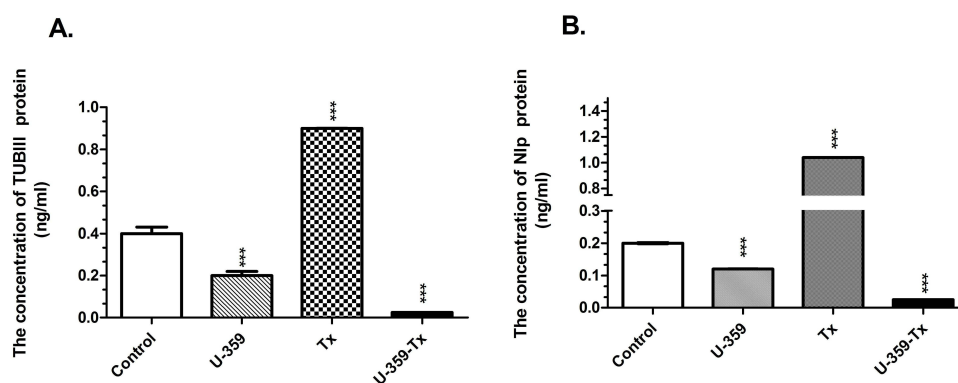 A.
The concentration of TUBIII protein
(ng/ml)
1.0
0.8
0.6
0.4
0.2
0.0
***
***
***
Control
U-359
Tx
U-359-Tx
B.
The concentration of Nlp protein
(ng/ml)
1.4
1.2
1.0
0.8
0.3
0.2
0.1
0.0
***
***
***
Control
U-359
Tx
U-359-Tx